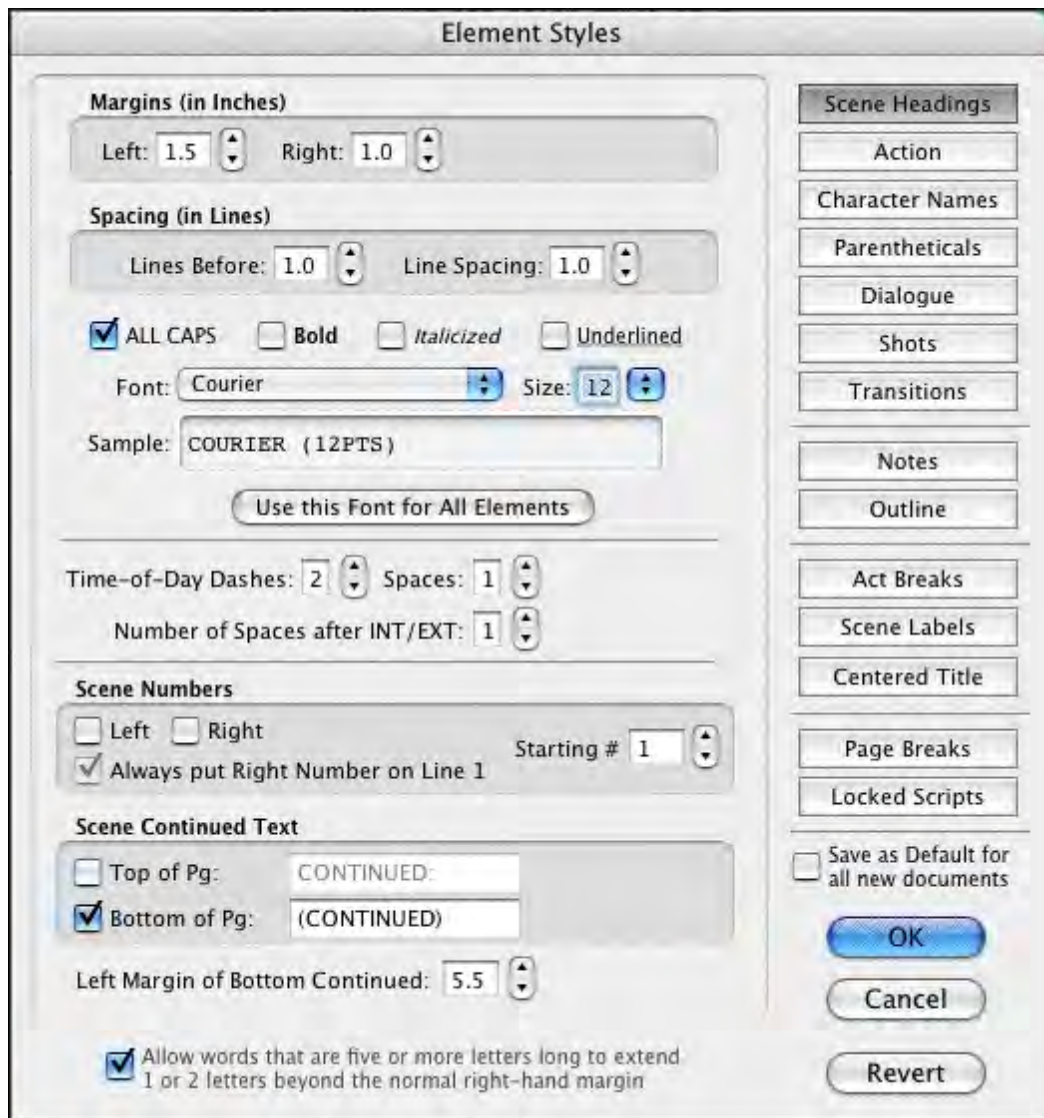 Element Styles
Margins (in Inches)
Left: 1.5 Right: 1.0
Spacing (in Lines)
Lines Before: 1.0 Line Spacing: 1.0
ALL CAPS Bold Italicized Underlined
Font: Courier Size: 12
Sample: COURIER (12PTS)
Use this Font for All Elements
Time-of-Day Dashes: 2 Spaces: 1
Number of Spaces after INT/EXT: 1
Scene Numbers
Left Right
Starting # 1
Always put Right Number on Line 1
Scene Continued Text
Top of Pg: CONTINUED:
Bottom of Pg: (CONTINUED)
Left Margin of Bottom Continued: 5.5
Allow words that are five or more letters long to extend
1 or 2 letters beyond the normal right-hand margin
Scene Headings
Action
Character Names
Parentheticals
Dialogue
Shots
Transitions
Notes
Outline
Act Breaks
Scene Labels
Centered Title
Page Breaks
Locked Scripts
Save as Default for
all new documents
OK
Cancel
Revert